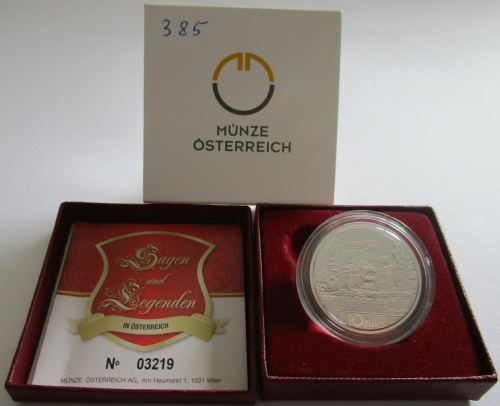 385
MÜNZE
ÖSTERREICH
Sagen
und
Legenden
IN ÖSTERREICH
Nº 03219
MÜNZE ÖSTERREICH AG, Am Heumarkt 1, 1031 Wien
10 EURO